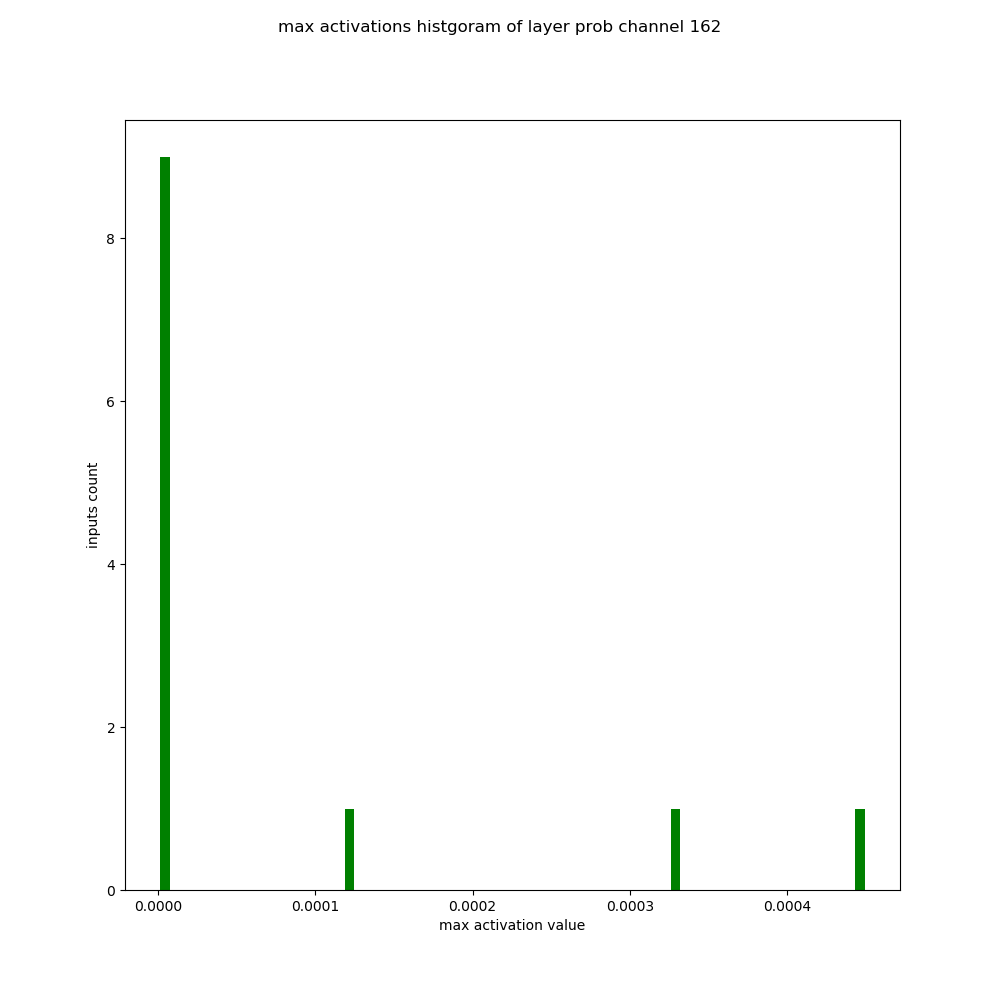 max activations histgoram of layer prob channel 162
8
6
4
2
0
inputs count
0.0000 0.0001 0.0002 0.0003 0.0004
max activation value